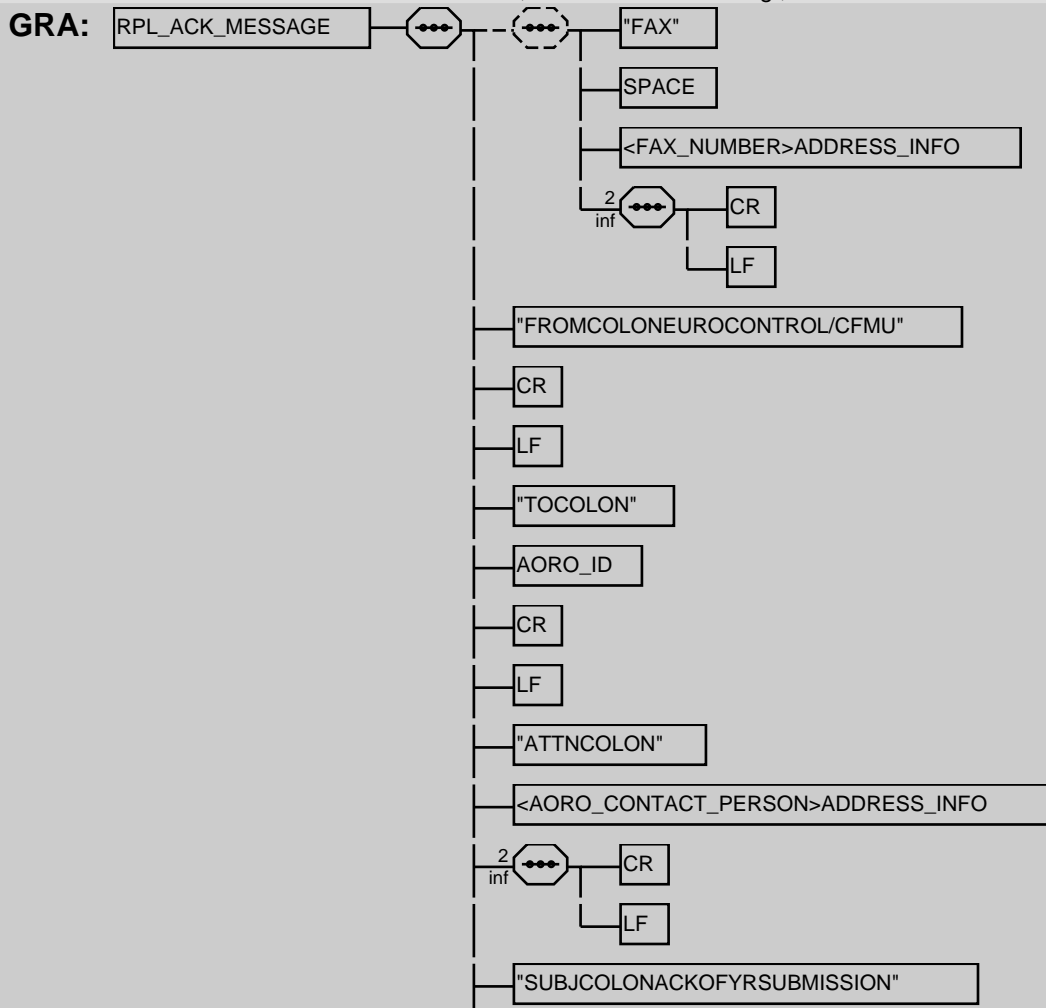 GRA: RPL_ACK_MESSAGE
"FAX"
SPACE
<FAX_NUMBER>ADDRESS_INFO
2
inf
CR
LF
"FROMCOLONEUROCONTROL/CFMU"
CR
LF
"TOCOLON"
AORO_ID
CR
LF
"ATTNCOLON"
<AORO_CONTACT_PERSON>ADDRESS_INFO
2
inf
CR
LF
"SUBJCOLONACKOFYRSUBMISSION"